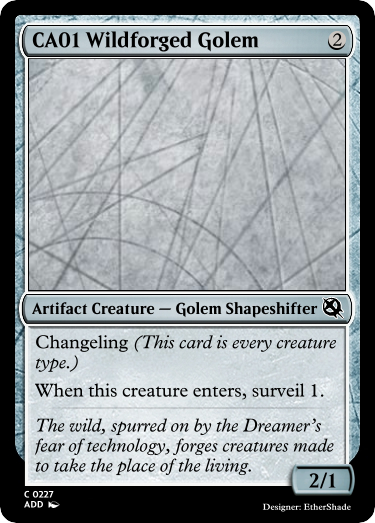 CA01 Wildforged Golem 2
Artifact Creature — Golem Shapeshifter
Changeling (This card is every creature
type.)
When this creature enters, surveil 1.
The wild, spurred on by the Dreamer's
fear of technology, forges creatures made
to take the place of the living.
2/1
C 0227
ADD
Designer: EtherShade